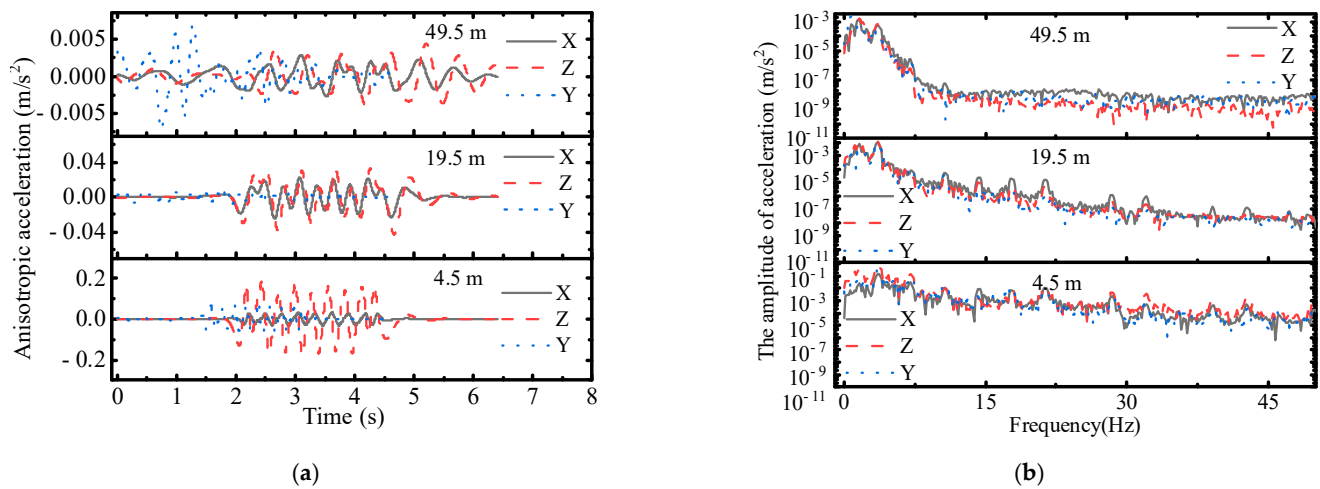 Anisotropic acceleration (m/s²)
0.005
0.000
- 0.005
49.5 m
X
Z
Y
0.04
0.00
- 0.04
19.5 m
X
Z
Y
0.2
0.0
- 0.2
4.5 m
X
Z
Y
0 1 2 3 4 5 6 7 8
Time (s)
(a)
The amplitude of acceleration (m/s²)
10⁻³
10⁻⁵
10⁻⁷
10⁻⁹
10⁻¹¹
49.5 m
X
Z
Y
10⁻³
10⁻⁵
10⁻⁷
10⁻⁹
19.5 m
X
Z
Y
10⁻¹
10⁻³
10⁻⁵
10⁻⁷
10⁻⁹
10⁻¹¹
4.5 m
X
Z
Y
0 15 30 45
Frequency(Hz)
(b)